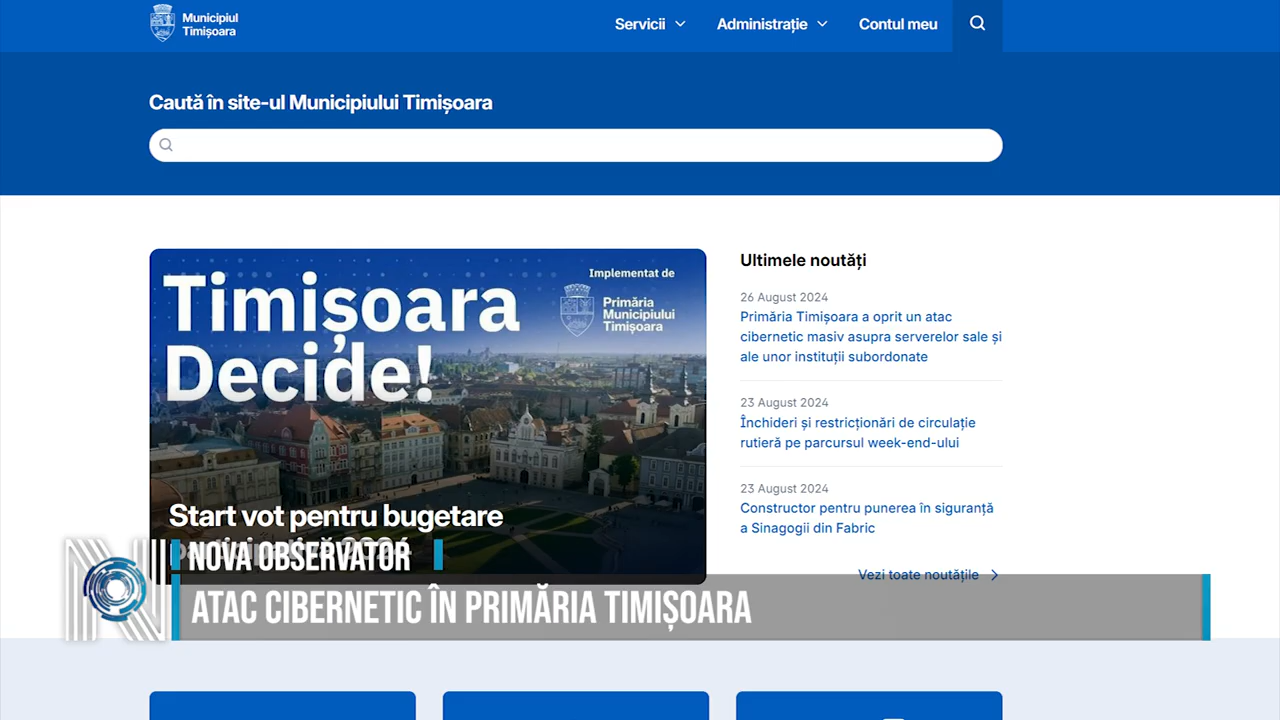 Municipiul
Timișoara
Servicii
Administrație
Contul meu
Caută în site-ul Municipiului Timișoara
Timișoara
Decide!
Implementat de
Primăria
Municipiului
Timișoara
Start vot pentru bugetare
Ultimele noutăți
26 August 2024
Primăria Timișoara a oprit un atac
cibernetic masiv asupra serverelor sale și
ale unor instituții subordonate
23 August 2024
Închideri și restricționări de circulație
rutieră pe parcursul week-end-ului
23 August 2024
Constructor pentru punerea în siguranță
a Sinagogii din Fabric
Vezi toate noutățile
N
NOVA OBSERVATOR
ATAC CIBERNETIC ÎN PRIMĂRIA TIMIȘOARA